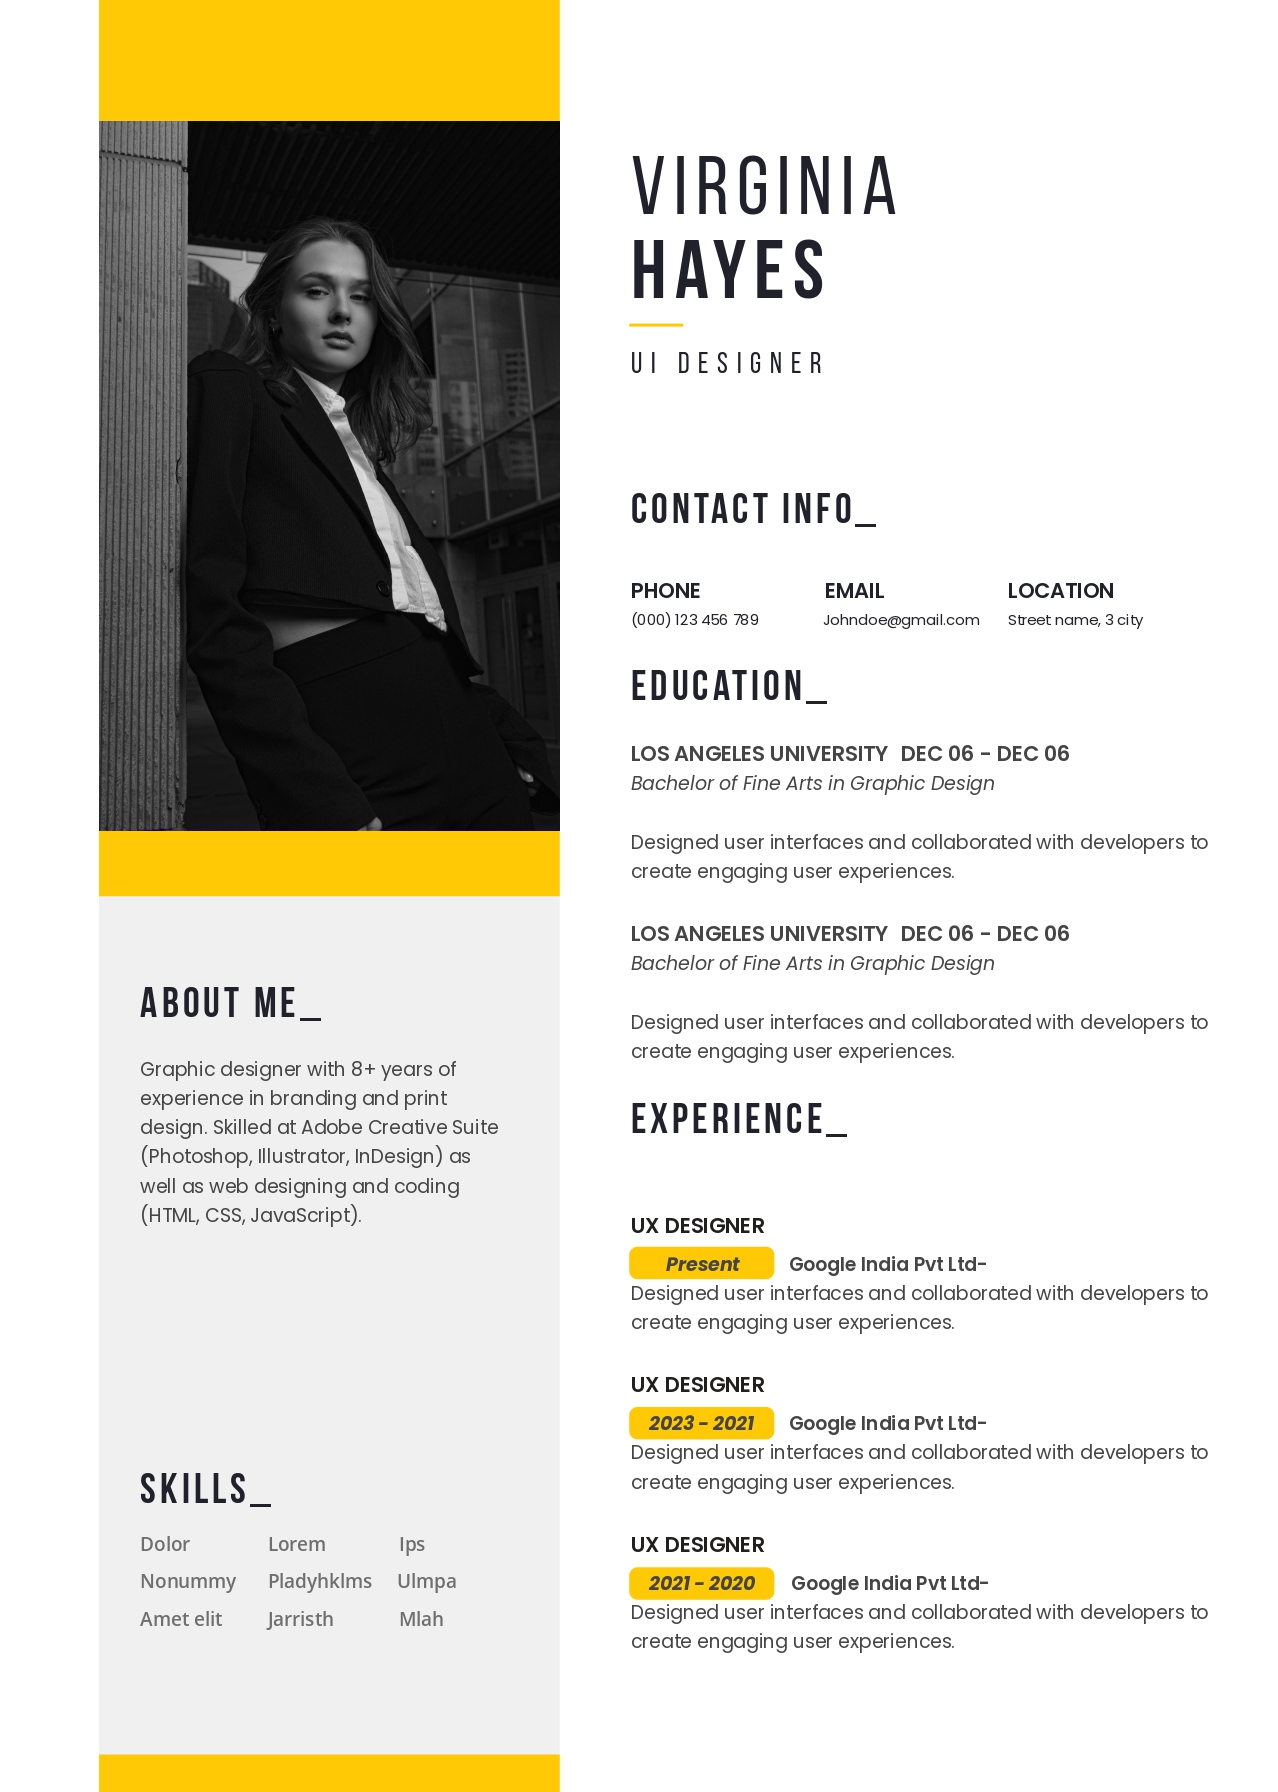 VIRGINIA
HAYES
UI DESIGNER
CONTACT INFO_
PHONE EMAIL LOCATION
(000) 123 456 789 Johndoe@gmail.com Street name, 3 city
EDUCATION_
LOS ANGELES UNIVERSITY DEC 06 - DEC 06
Bachelor of Fine Arts in Graphic Design
Designed user interfaces and collaborated with developers to
create engaging user experiences.
LOS ANGELES UNIVERSITY DEC 06 - DEC 06
Bachelor of Fine Arts in Graphic Design
Designed user interfaces and collaborated with developers to
create engaging user experiences.
EXPERIENCE_
UX DESIGNER
Present Google India Pvt Ltd-
Designed user interfaces and collaborated with developers to
create engaging user experiences.
UX DESIGNER
2023 - 2021 Google India Pvt Ltd-
Designed user interfaces and collaborated with developers to
create engaging user experiences.
UX DESIGNER
2021 - 2020 Google India Pvt Ltd-
Designed user interfaces and collaborated with developers to
create engaging user experiences.
ABOUT ME_
Graphic designer with 8+ years of
experience in branding and print
design. Skilled at Adobe Creative Suite
(Photoshop, Illustrator, InDesign) as
well as web designing and coding
(HTML, CSS, JavaScript).
SKILLS_
Dolor Lorem Ips
Nonummy Pladyhklms Ulmpa
Amet elit Jarristh Mlah